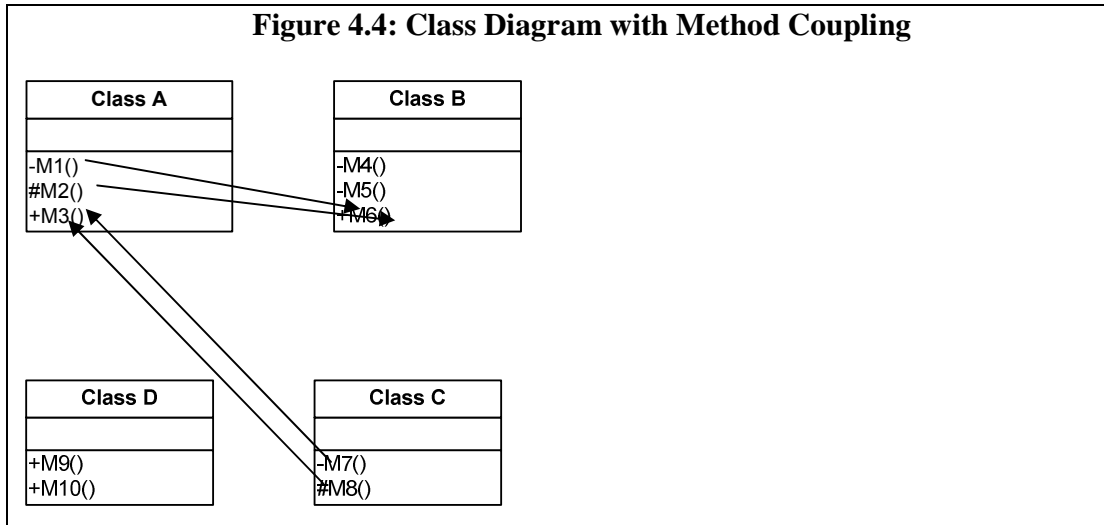 Figure 4.4: Class Diagram with Method Coupling
Class A
-M1()
#M2()
+M3()
Class B
-M4()
-M5()
+M6()
Class D
+M9()
+M10()
Class C
-M7()
#M8()